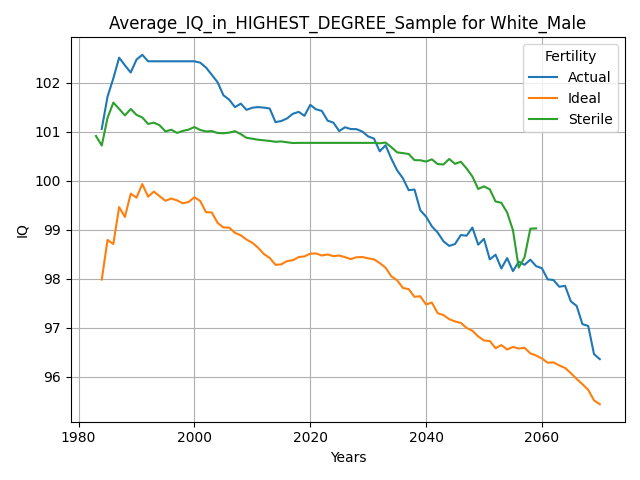 Average_IQ_in_HIGHEST_DEGREE_Sample for White_Male
Fertility
Actual
Ideal
Sterile
IQ
102
101
100
99
98
97
96
1980
2000
2020
2040
2060
Years